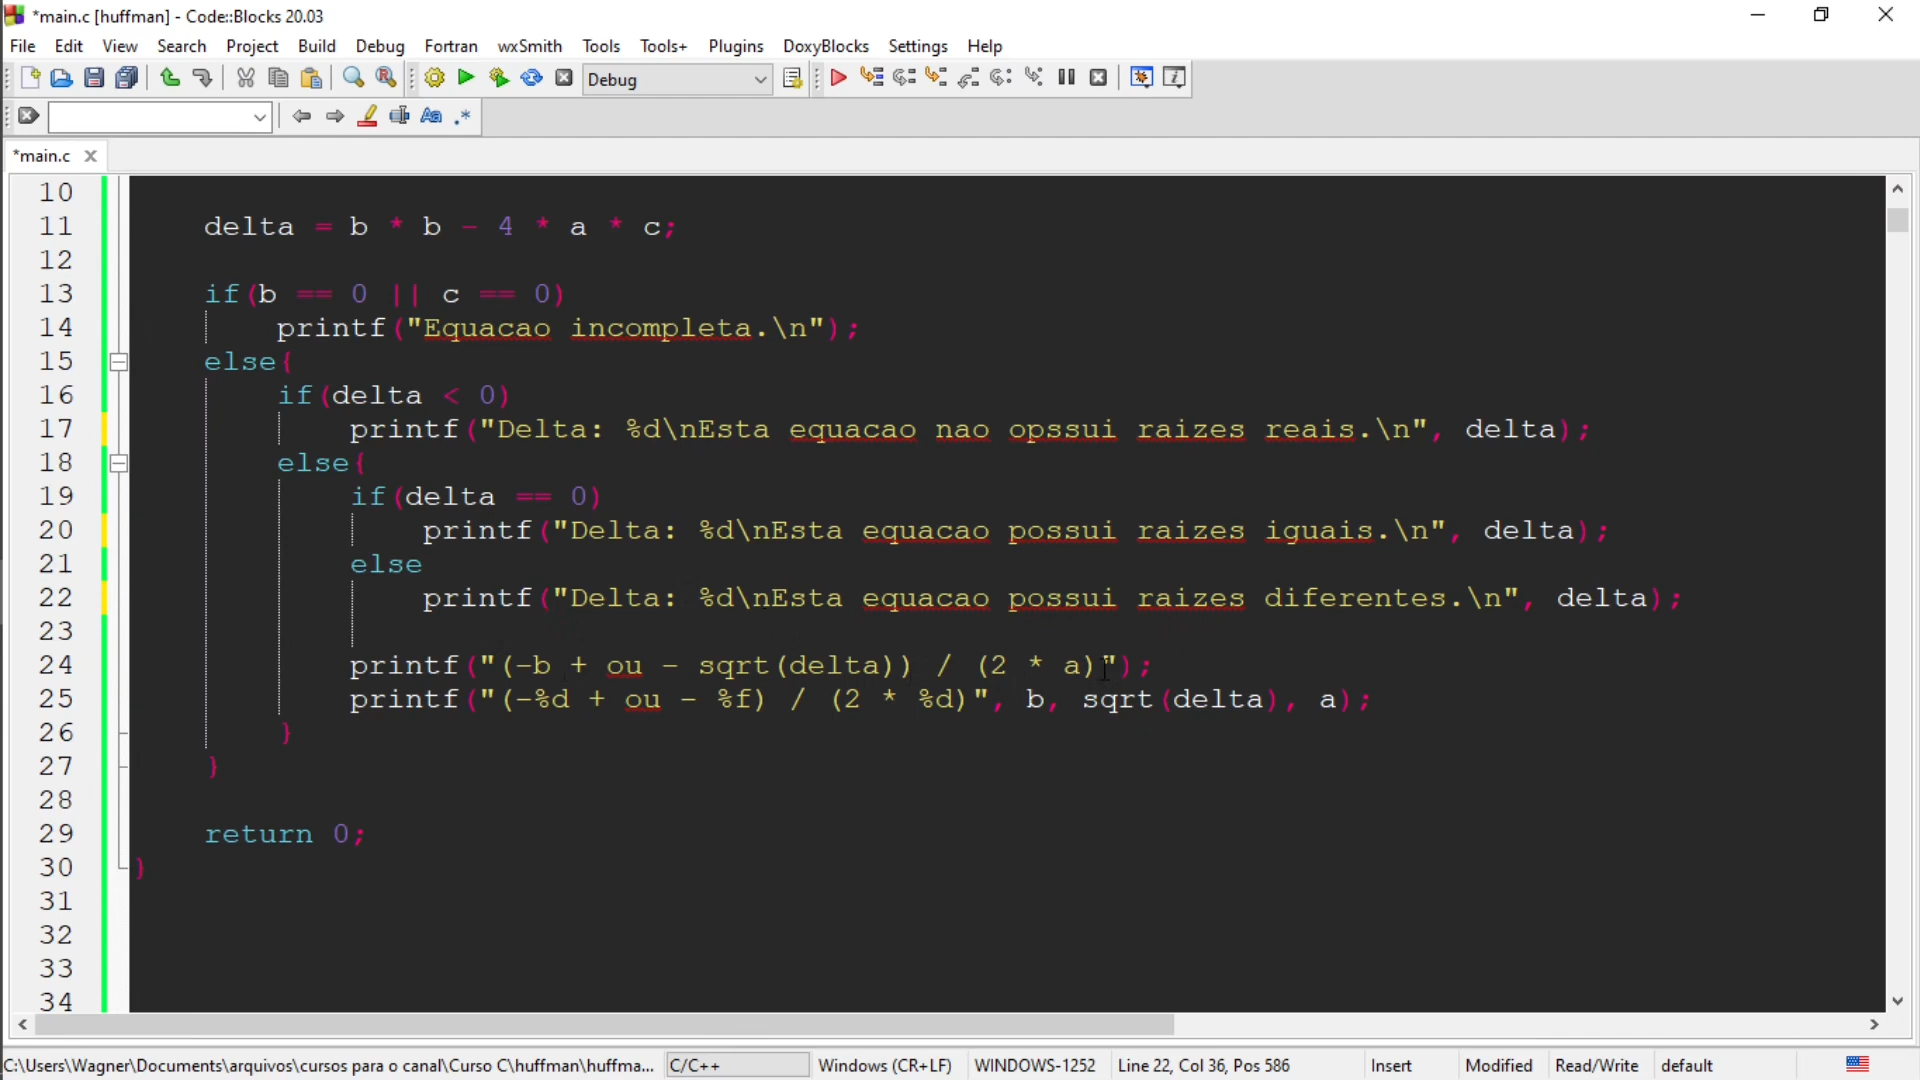 *main.c [huffman] - Code::Blocks 20.03
File Edit View Search Project Build Debug Fortran wxSmith Tools Tools+ Plugins DoxyBlocks Settings Help
Debug
*main.c
10
11 delta = b * b - 4 * a * c;
12
13 if(b == 0 || c == 0)
14 printf("Equacao incompleta.\n");
15 else{
16 if(delta < 0)
17 printf("Delta: %d\nEsta equacao nao opssui raizes reais.\n", delta);
18 else{
19 if(delta == 0)
20 printf("Delta: %d\nEsta equacao possui raizes iguais.\n", delta);
21 else
22 printf("Delta: %d\nEsta equacao possui raizes diferentes.\n", delta);
23
24 printf("(-b + ou - sqrt(delta)) / (2 * a)");
25 printf("(-%d + ou - %f) / (2 * %d)", b, sqrt(delta), a);
26 }
27 }
28
29 return 0;
30 }
31
32
33
34
C:\Users\Wagner\Documents\arquivos\cursos para o canal\Curso C\huffman\huffma... C/C++ Windows (CR+LF) WINDOWS-1252 Line 22, Col 36, Pos 586 Insert Modified Read/Write default